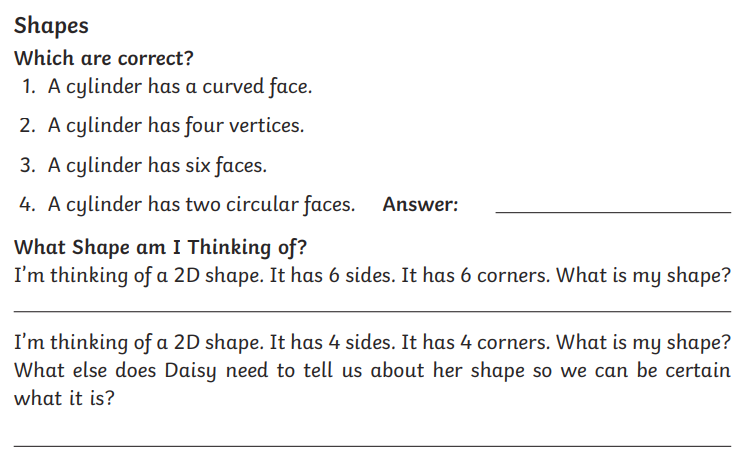 Shapes
Which are correct?
1. A cylinder has a curved face.
2. A cylinder has four vertices.
3. A cylinder has six faces.
4. A cylinder has two circular faces. Answer:
What Shape am I Thinking of?
I’m thinking of a 2D shape. It has 6 sides. It has 6 corners. What is my shape?
I’m thinking of a 2D shape. It has 4 sides. It has 4 corners. What is my shape?
What else does Daisy need to tell us about her shape so we can be certain
what it is?